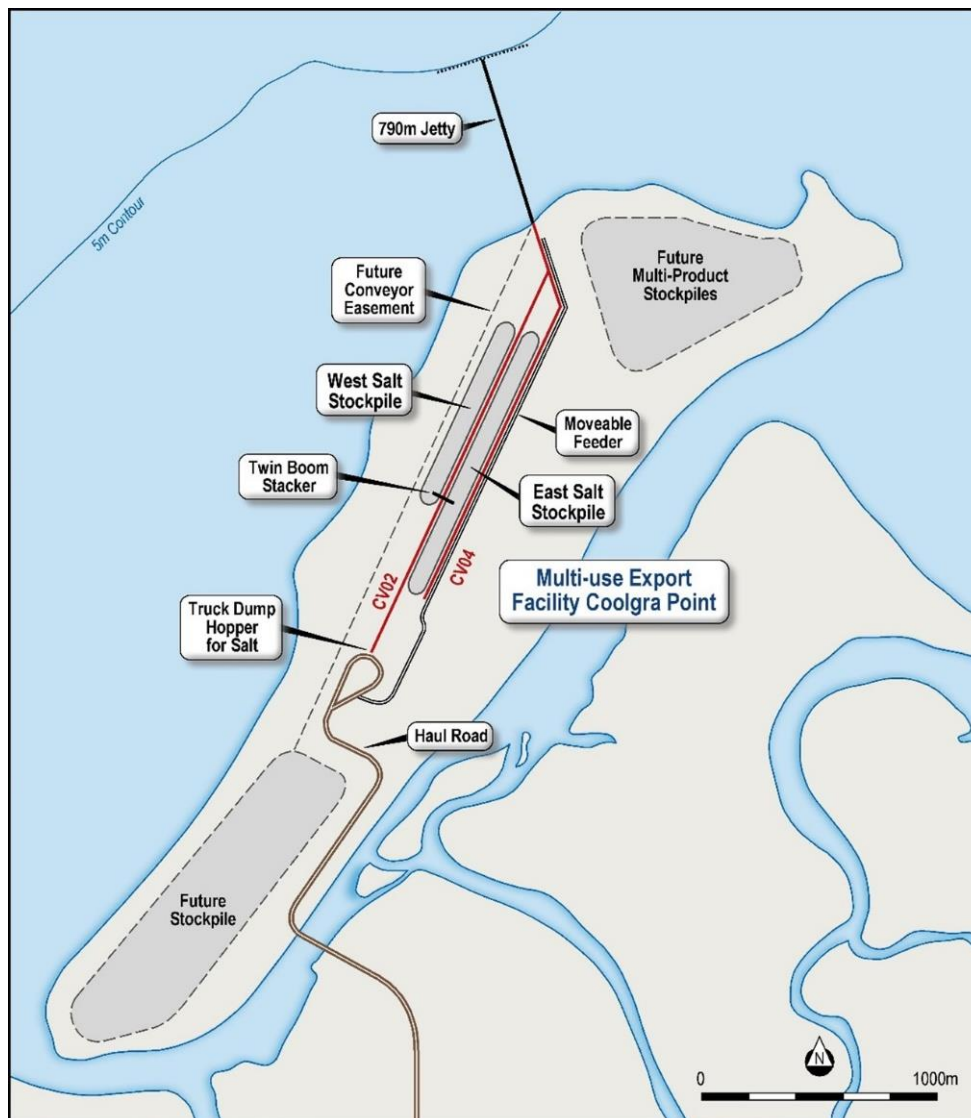 790m Jetty
5m Contour
Future
Multi-Product
Stockpiles
Future
Conveyor
Easement
West Salt
Stockpile
Moveable
Feeder
Twin Boom
Stacker
East Salt
Stockpile
CV02
CV04
Multi-use Export
Facility Coolgra Point
Truck Dump
Hopper
for Salt
Haul Road
Future
Stockpile
N
0
1000m